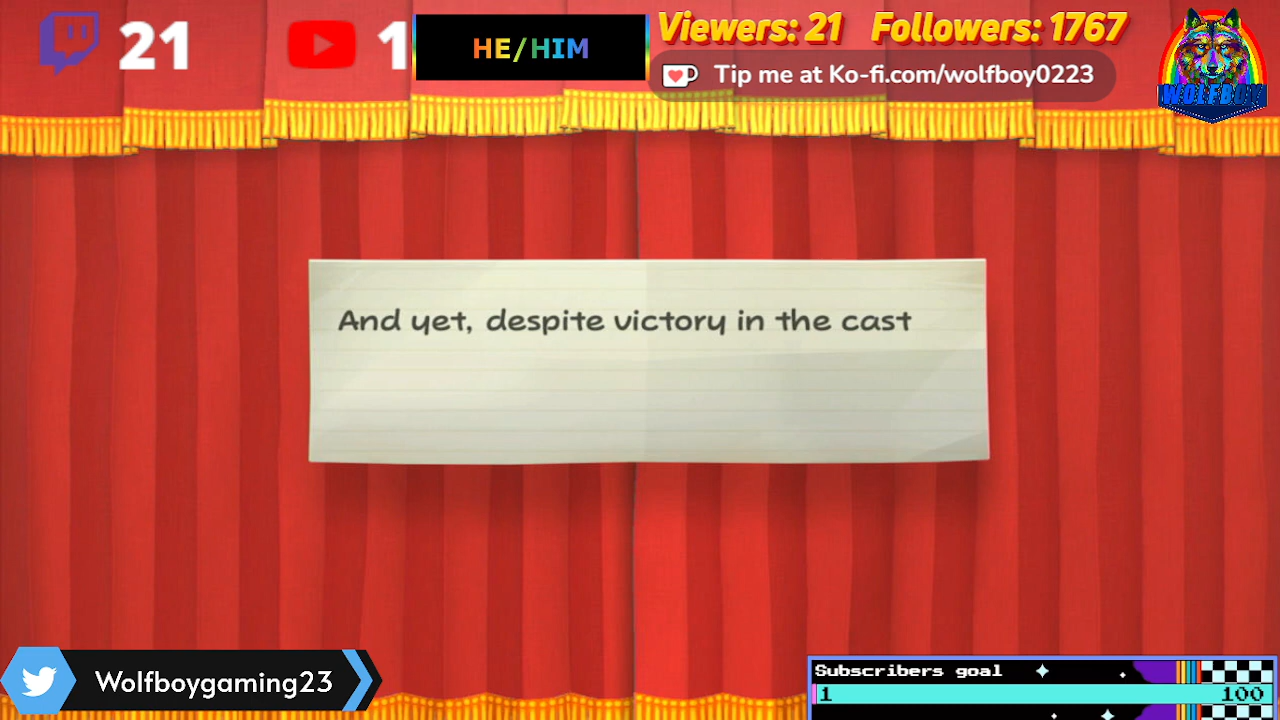 21
1
HE/HIM
Viewers: 21 Followers: 1767
Tip me at Ko-fi.com/wolfboy0223
WOLFBOY
And yet, despite victory in the cast
Wolfboygaming23
Subscribers goal
1 100